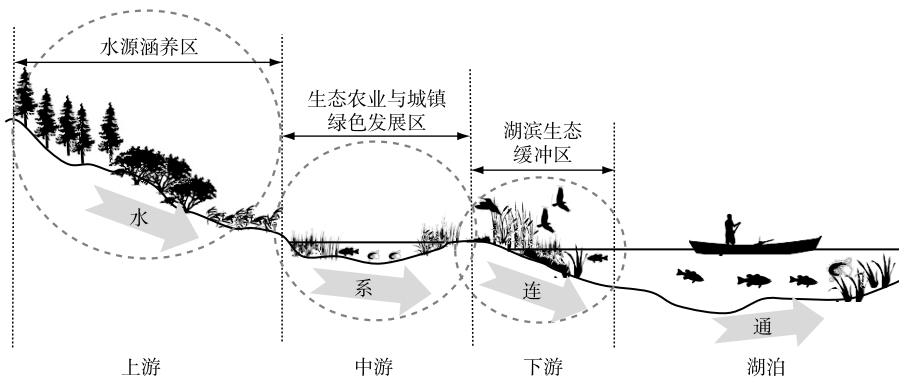 水源涵养区
生态农业与城镇
绿色发展区
湖滨生态
缓冲区
水
系
连
通
上游
中游
下游
湖泊